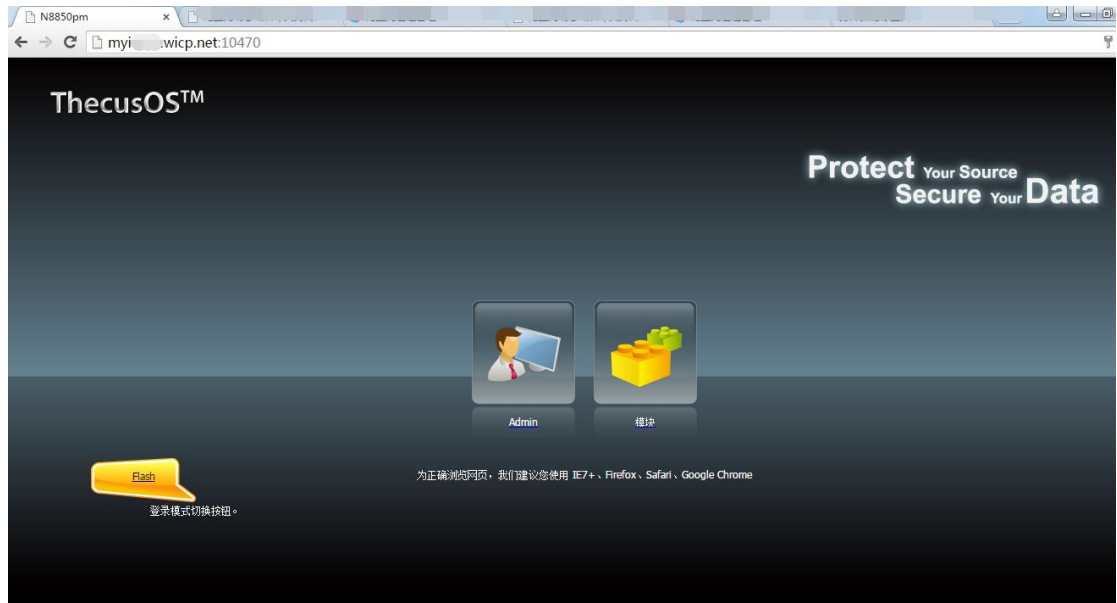 N8850pm
myi .wicp.net:10470
ThecusOS™
Protect Your Source
Secure Your Data
Admin
模块
Flash
为正确浏览网页，我们建议您使用 IE7+、Firefox、Safari、Google Chrome
登录模式切换按钮。